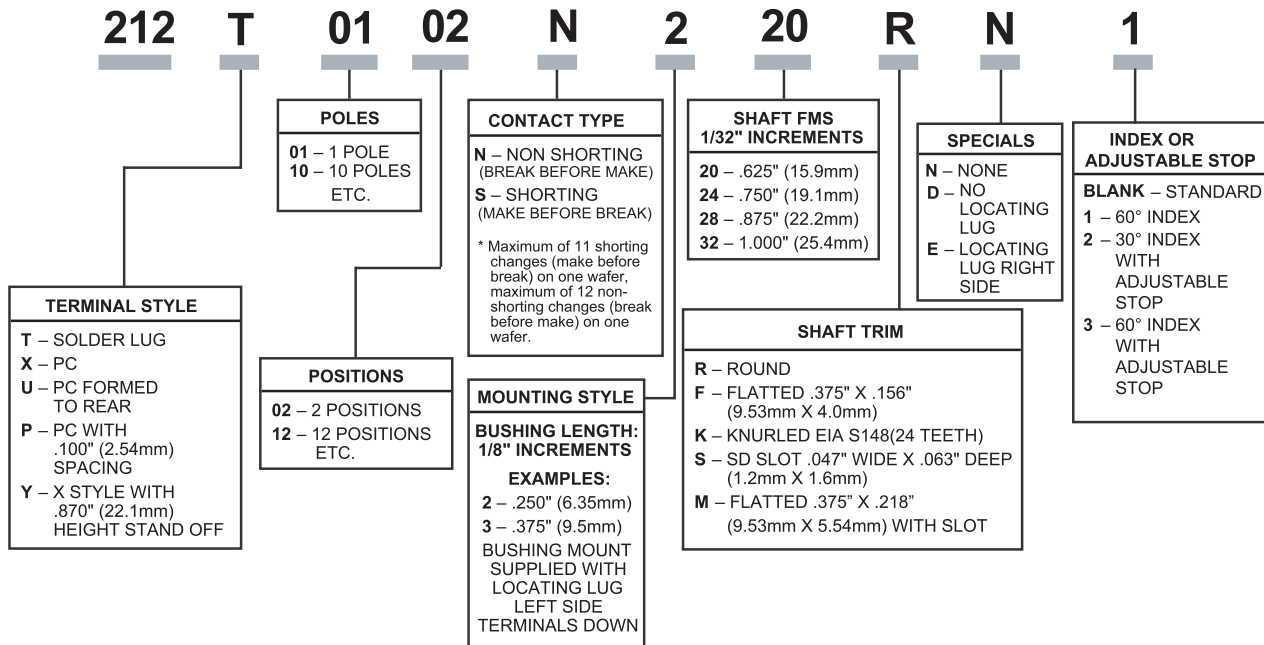 212 T 01 02 N 2 20 R N 1
POLES
01 – 1 POLE
10 – 10 POLES
ETC.
CONTACT TYPE
N – NON SHORTING
(BREAK BEFORE MAKE)
S – SHORTING
(MAKE BEFORE BREAK)
* Maximum of 11 shorting
changes (make before
break) on one wafer,
maximum of 12 non-
shorting changes (break
before make) on one
wafer.
SHAFT FMS
1/32" INCREMENTS
20 – .625" (15.9mm)
24 – .750" (19.1mm)
28 – .875" (22.2mm)
32 – 1.000" (25.4mm)
SPECIALS
N – NONE
D – NO
LOCATING
LUG
E – LOCATING
LUG RIGHT
SIDE
INDEX OR
ADJUSTABLE STOP
BLANK – STANDARD
1 – 60° INDEX
2 – 30° INDEX
WITH
ADJUSTABLE
STOP
3 – 60° INDEX
WITH
ADJUSTABLE
STOP
TERMINAL STYLE
T – SOLDER LUG
X – PC
U – PC FORMED
TO REAR
P – PC WITH
.100" (2.54mm)
SPACING
Y – X STYLE WITH
.870" (22.1mm)
HEIGHT STAND OFF
POSITIONS
02 – 2 POSITIONS
12 – 12 POSITIONS
ETC.
MOUNTING STYLE
BUSHING LENGTH:
1/8" INCREMENTS
EXAMPLES:
2 – .250" (6.35mm)
3 – .375" (9.5mm)
BUSHING MOUNT
SUPPLIED WITH
LOCATING LUG
LEFT SIDE
TERMINALS DOWN
SHAFT TRIM
R – ROUND
F – FLATTED .375" X .156"
(9.53mm X 4.0mm)
K – KNURLED EIA S148(24 TEETH)
S – SD SLOT .047" WIDE X .063" DEEP
(1.2mm X 1.6mm)
M – FLATTED .375” X .218”
(9.53mm X 5.54mm) WITH SLOT